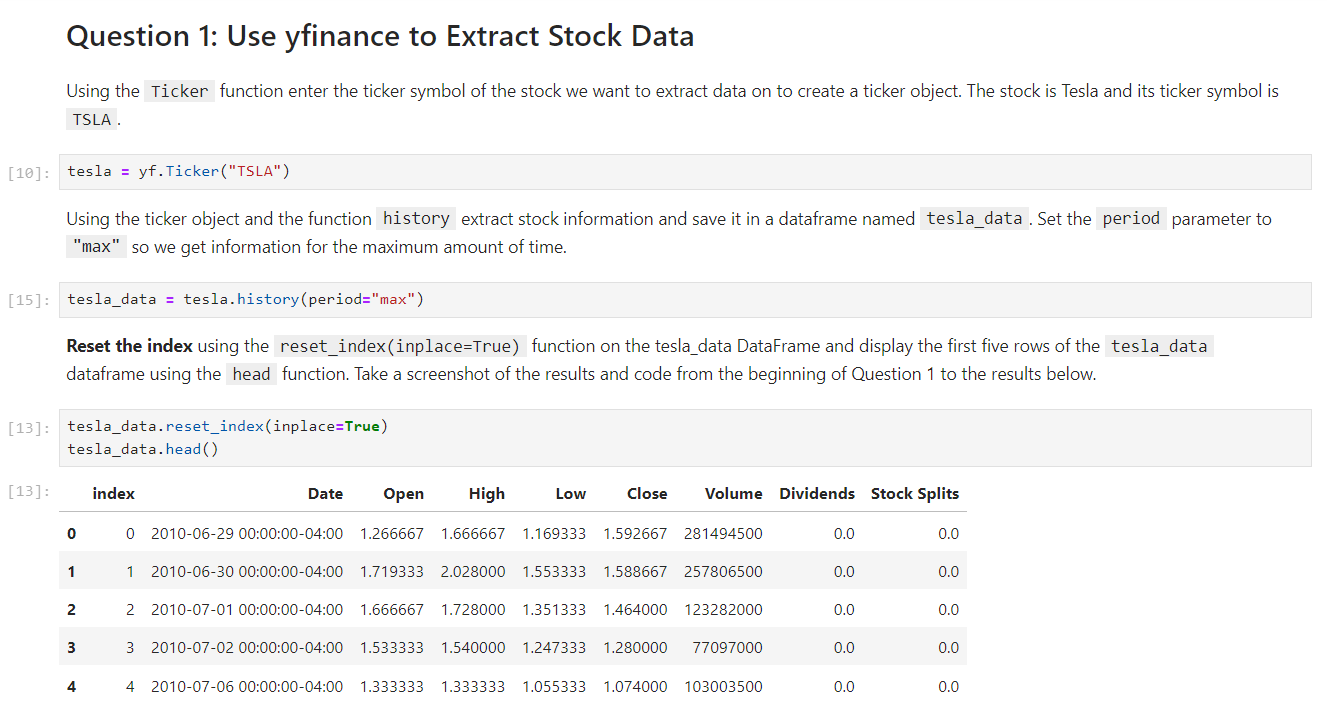 Question 1: Use yfinance to Extract Stock Data
Using the Ticker function enter the ticker symbol of the stock we want to extract data on to create a ticker object. The stock is Tesla and its ticker symbol is
TSLA .
[10]: tesla = yf.Ticker("TSLA")
Using the ticker object and the function history extract stock information and save it in a dataframe named tesla_data . Set the period parameter to
"max" so we get information for the maximum amount of time.
[15]: tesla_data = tesla.history(period="max")
Reset the index using the reset_index(inplace=True) function on the tesla_data DataFrame and display the first five rows of the tesla_data
dataframe using the head function. Take a screenshot of the results and code from the beginning of Question 1 to the results below.
[13]: tesla_data.reset_index(inplace=True)
tesla_data.head()
[13]: index Date Open High Low Close Volume Dividends Stock Splits
0 0 2010-06-29 00:00:00-04:00 1.266667 1.666667 1.169333 1.592667 281494500 0.0 0.0
1 1 2010-06-30 00:00:00-04:00 1.719333 2.028000 1.553333 1.588667 257806500 0.0 0.0
2 2 2010-07-01 00:00:00-04:00 1.666667 1.728000 1.351333 1.464000 123282000 0.0 0.0
3 3 2010-07-02 00:00:00-04:00 1.533333 1.540000 1.247333 1.280000 77097000 0.0 0.0
4 4 2010-07-06 00:00:00-04:00 1.333333 1.333333 1.055333 1.074000 103003500 0.0 0.0